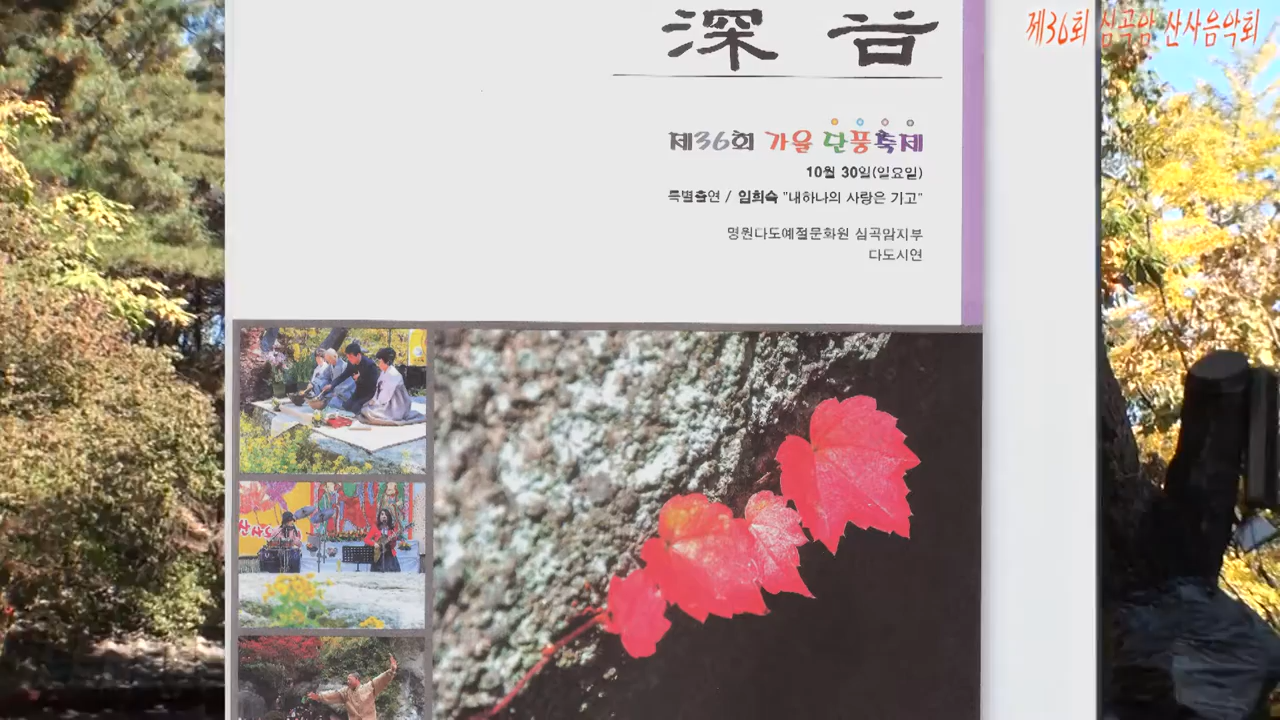 제36회 심곡암 산사음악회
深谷
제36회 가을 단풍축제
10월 30일(일요일)
특별출연 / 임희숙 "내하나의 사랑은 가고"
명원다도예절문화원 심곡암지부
다도시연
산사